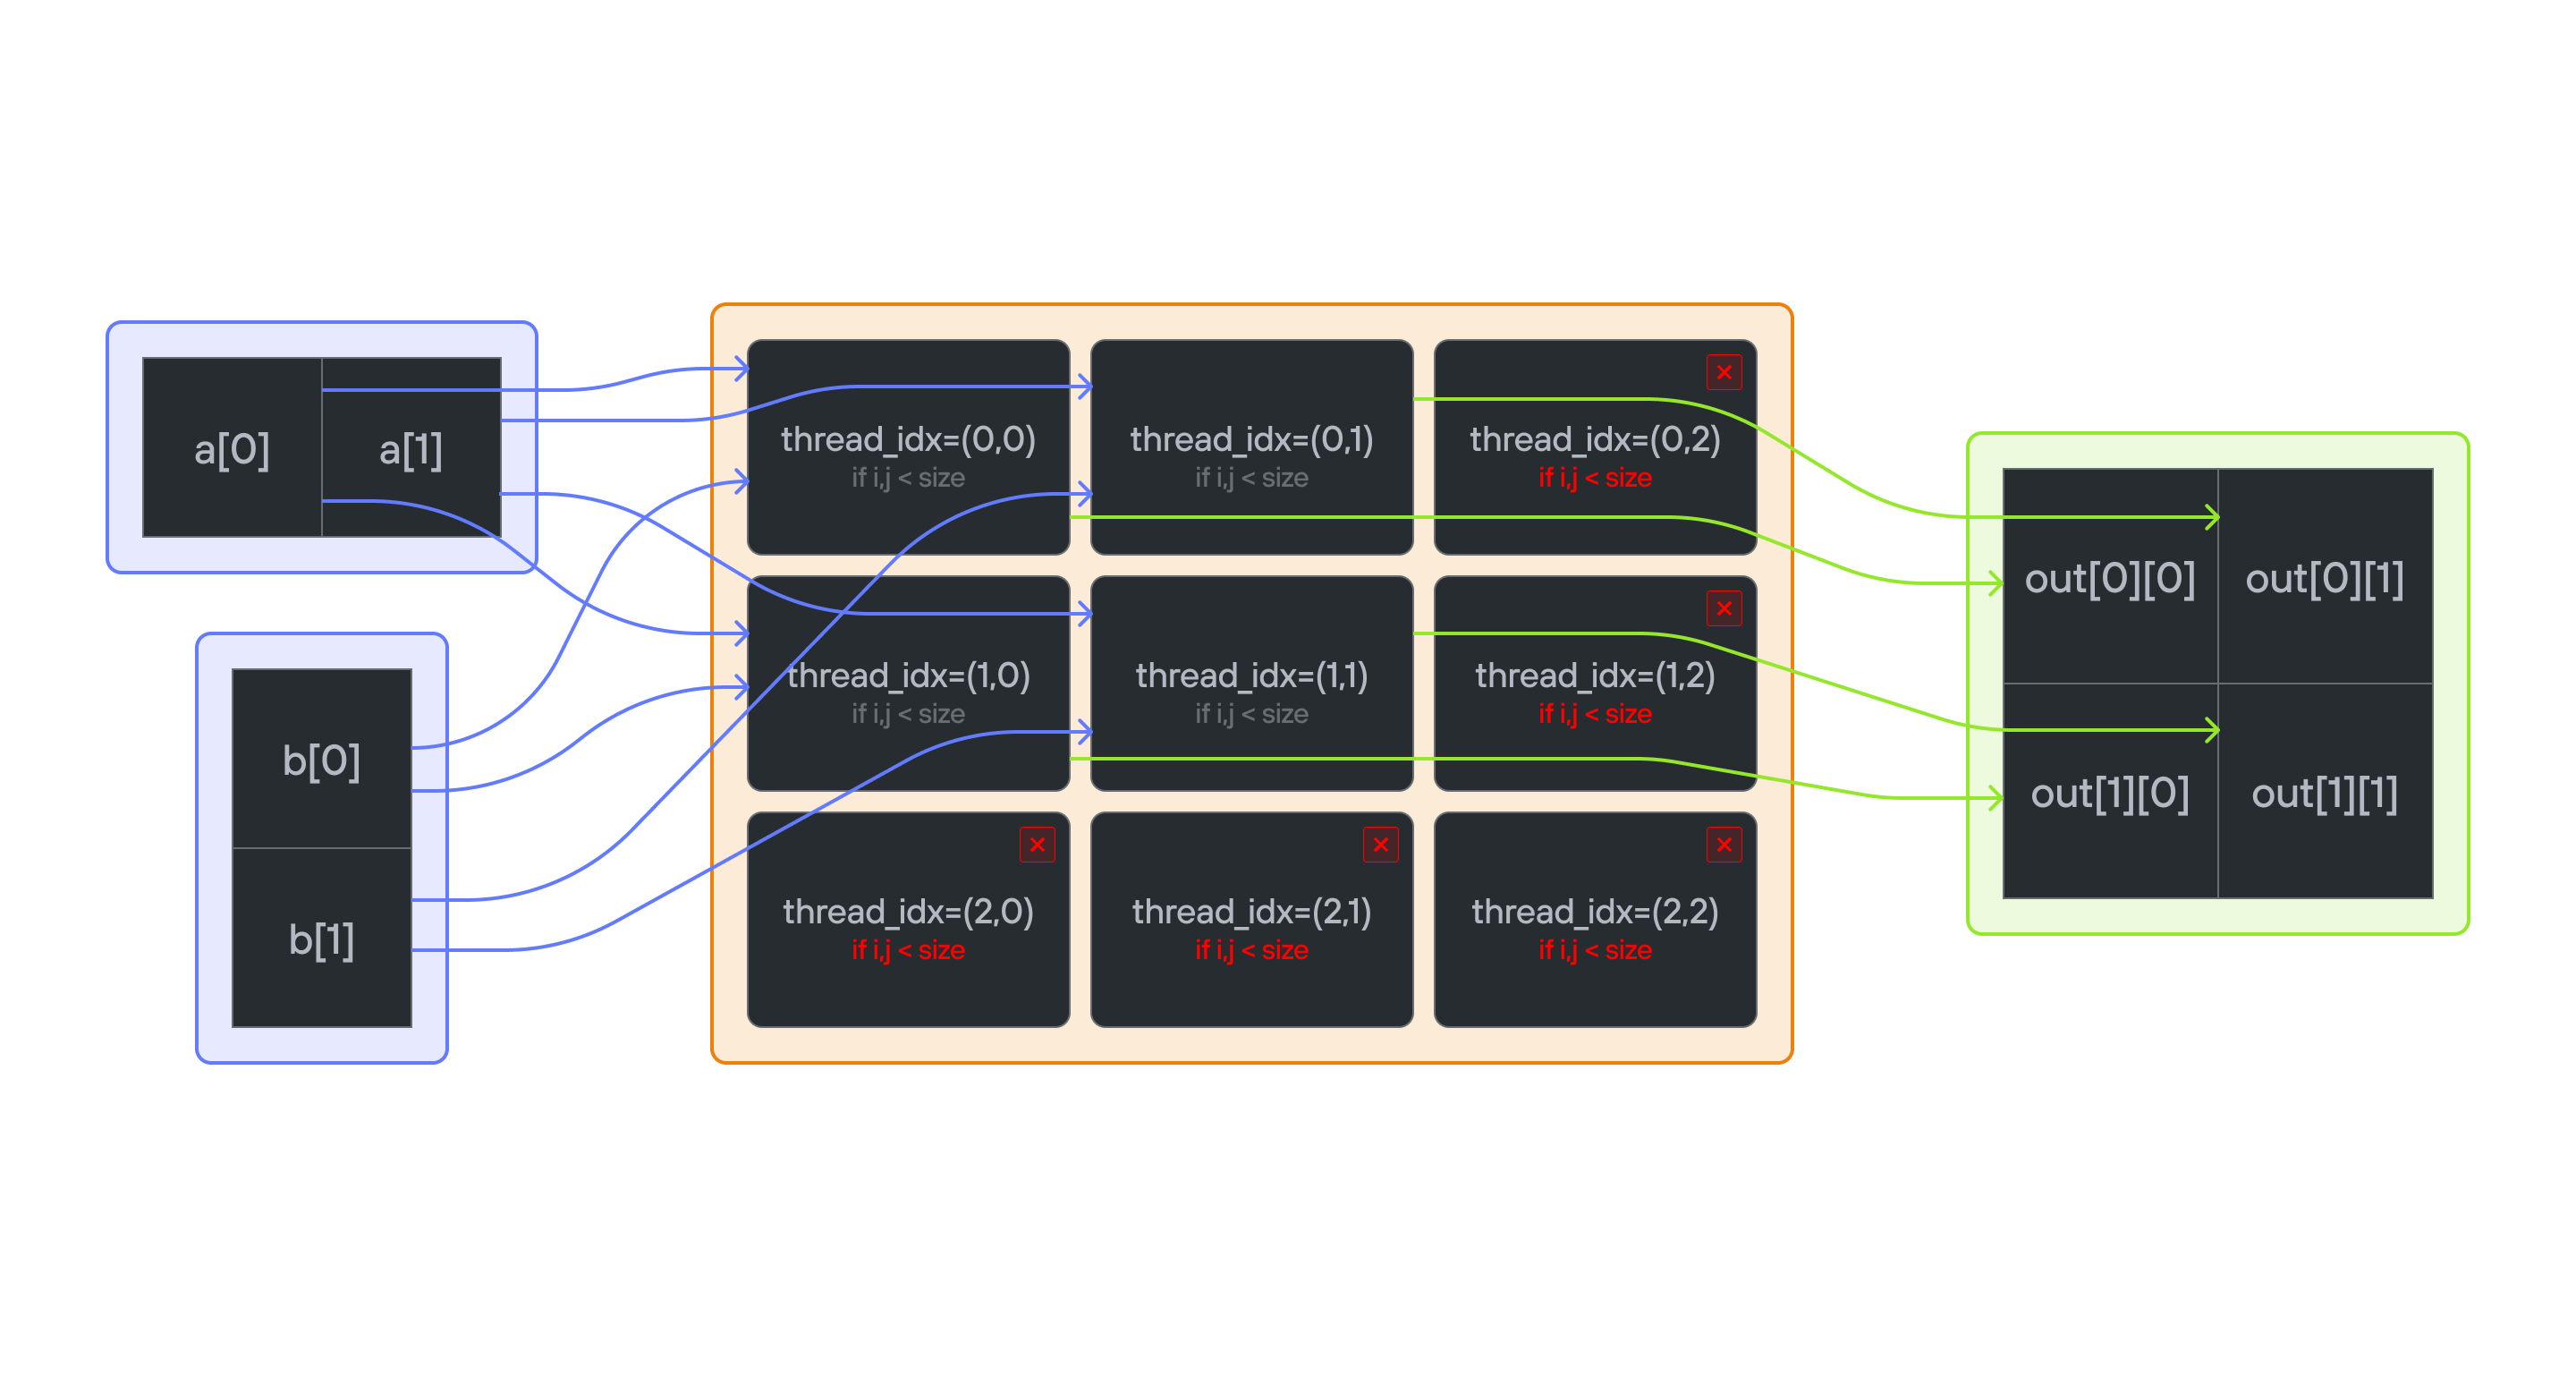 a[0]
a[1]
b[0]
b[1]
thread_idx=(0,0)
if i,j < size
thread_idx=(0,1)
if i,j < size
thread_idx=(0,2)
if i,j < size
thread_idx=(1,0)
if i,j < size
thread_idx=(1,1)
if i,j < size
thread_idx=(1,2)
if i,j < size
thread_idx=(2,0)
if i,j < size
thread_idx=(2,1)
if i,j < size
thread_idx=(2,2)
if i,j < size
out[0][0]
out[0][1]
out[1][0]
out[1][1]